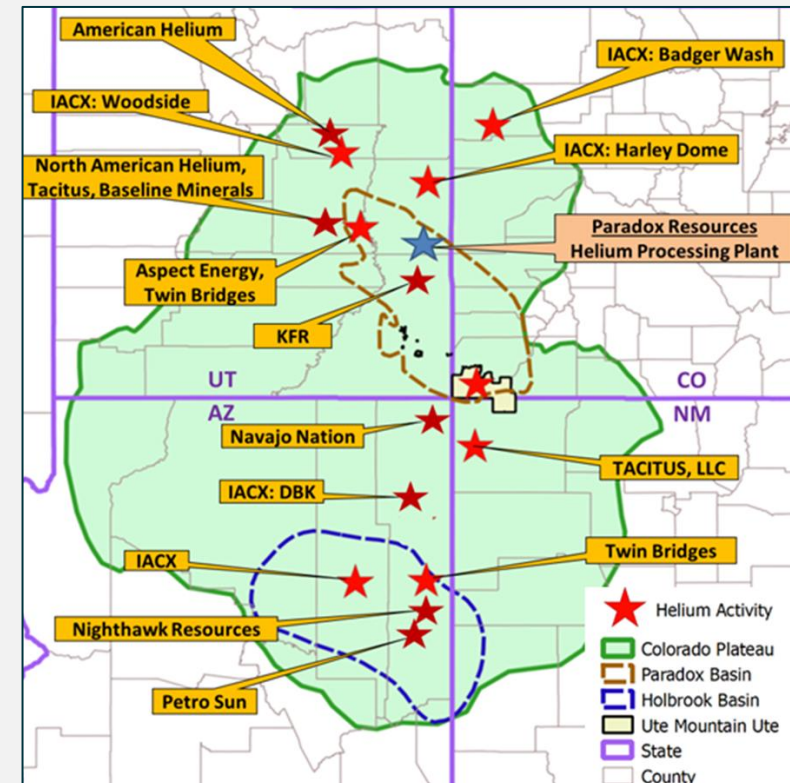 American Helium
IACX: Badger Wash
IACX: Woodside
IACX: Harley Dome
North American Helium,
Tacitus, Baseline Minerals
Paradox Resources
Helium Processing Plant
Aspect Energy,
Twin Bridges
KFR
UT
CO
AZ
NM
Navajo Nation
TACITUS, LLC
IACX: DBK
IACX
Twin Bridges
Nighthawk Resources
Petro Sun
Helium Activity
Colorado Plateau
Paradox Basin
Holbrook Basin
Ute Mountain Ute
State
County